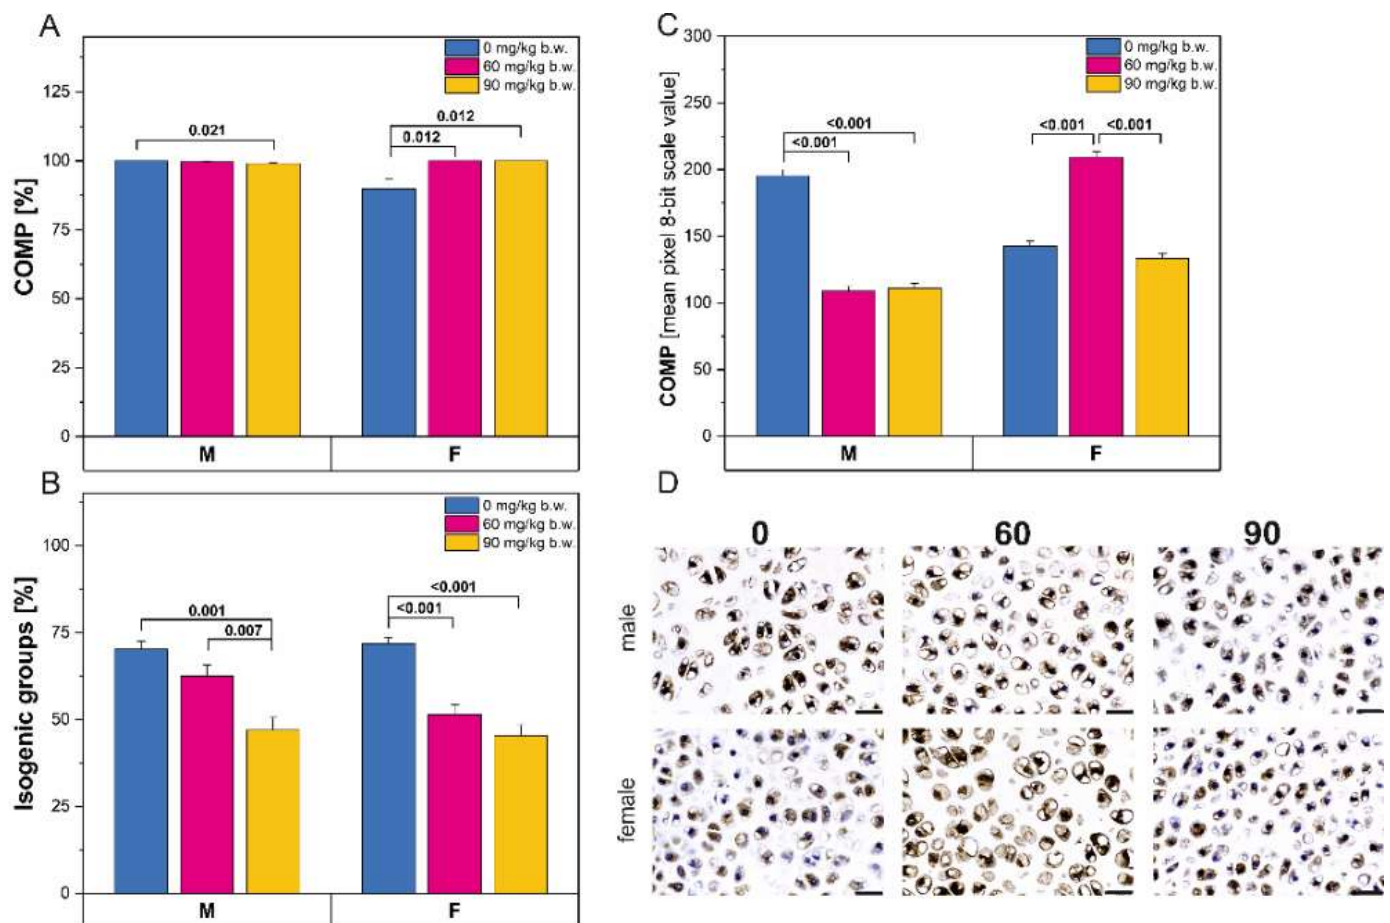 A
0 mg/kg b.w.
60 mg/kg b.w.
90 mg/kg b.w.
125
100
75
50
25
0
COMP [%]
0.021
0.012
0.012
M
F
B
0 mg/kg b.w.
60 mg/kg b.w.
90 mg/kg b.w.
100
75
50
25
0
Isogenic groups [%]
0.001
0.007
<0.001
<0.001
M
F
C
0 mg/kg b.w.
60 mg/kg b.w.
90 mg/kg b.w.
300
250
200
150
100
50
0
COMP [mean pixel 8-bit scale value]
<0.001
<0.001
<0.001
<0.001
M
F
D
0
60
90
male
female